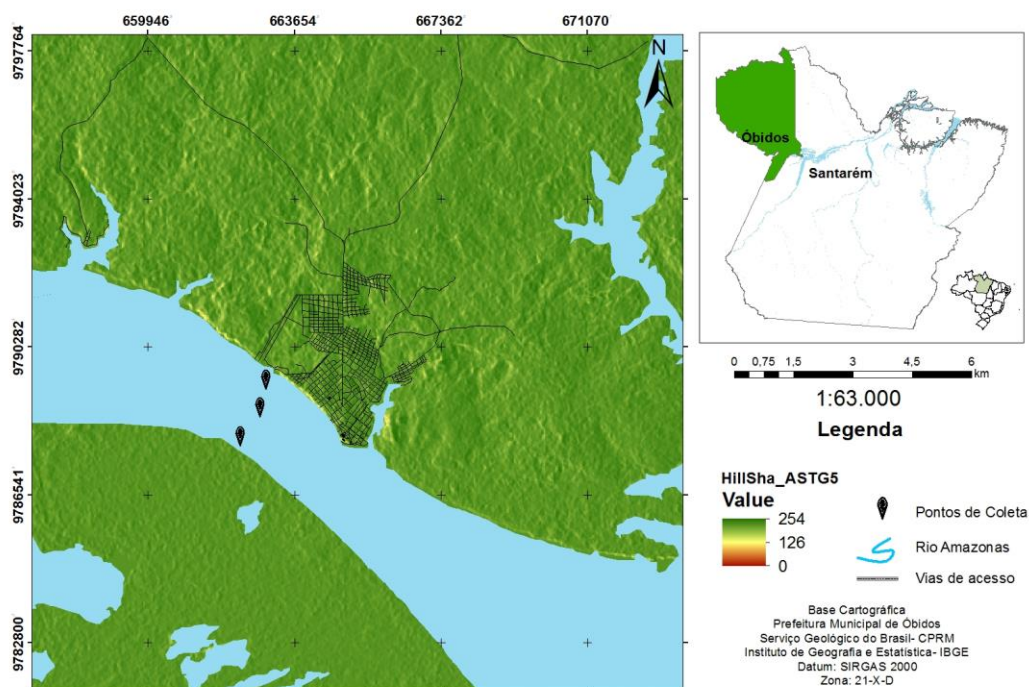 659946 663654 667362 671070
9797764
9794023
9790282
9786541
9782800
N
Óbidos
Santarém
0 0,75 1,5 3 4,5 6
km
1:63.000
Legenda
HillSha_ASTG5
Value
254
126
0
Pontos de Coleta
Rio Amazonas
Vias de acesso
Base Cartográfica
Prefeitura Municipal de Óbidos
Serviço Geológico do Brasil- CPRM
Instituto de Geografia e Estatística- IBGE
Datum: SIRGAS 2000
Zona: 21-X-D